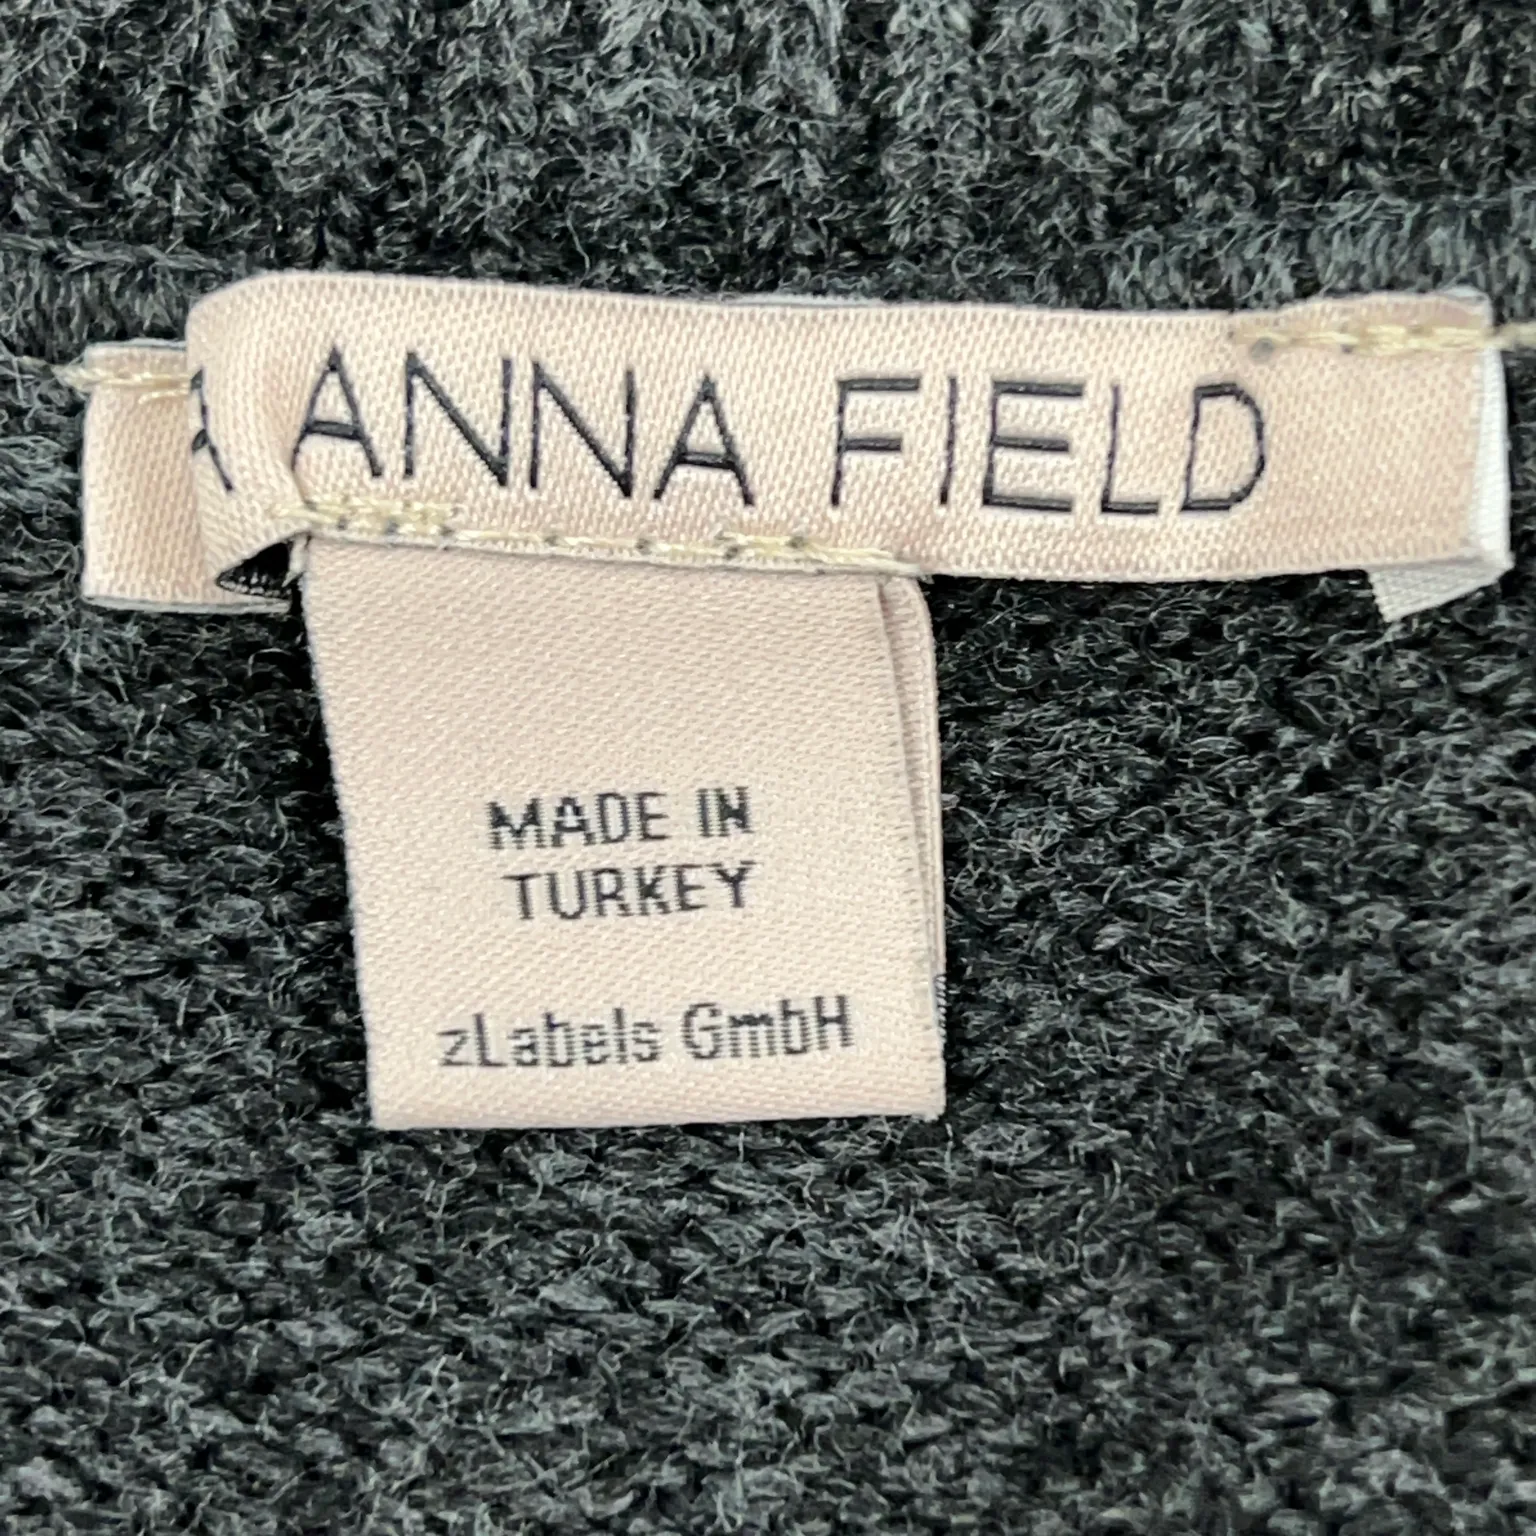 ANNA FIELD
MADE IN
TURKEY
zLabels GmbH